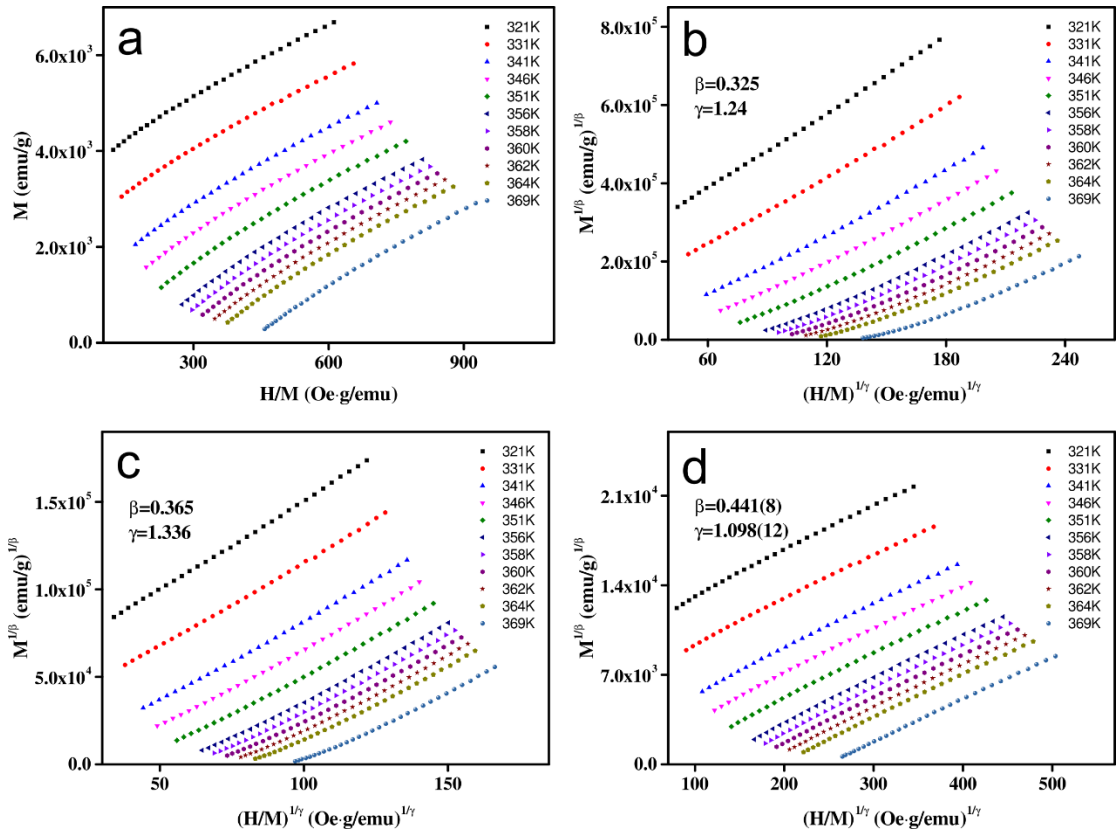 a
6.0x10³
4.0x10³
2.0x10³
0.0
M (emu/g)
300
600
900
H/M (Oe·g/emu)
321K
331K
341K
346K
351K
356K
358K
360K
362K
364K
369K
b
8.0x10⁵
6.0x10⁵
4.0x10⁵
2.0x10⁵
0.0
M^1/β (emu/g)^1/β
β=0.325
γ=1.24
60
120
180
240
(H/M)^1/γ (Oe·g/emu)^1/γ
321K
331K
341K
346K
351K
356K
358K
360K
362K
364K
369K
c
1.5x10⁵
1.0x10⁵
5.0x10⁴
0.0
M^1/β (emu/g)^1/β
β=0.365
γ=1.336
50
100
150
(H/M)^1/γ (Oe·g/emu)^1/γ
321K
331K
341K
346K
351K
356K
358K
360K
362K
364K
369K
d
2.1x10⁴
1.4x10⁴
7.0x10³
0.0
M^1/β (emu/g)^1/β
β=0.441(8)
γ=1.098(12)
100
200
300
400
500
(H/M)^1/γ (Oe·g/emu)^1/γ
321K
331K
341K
346K
351K
356K
358K
360K
362K
364K
369K